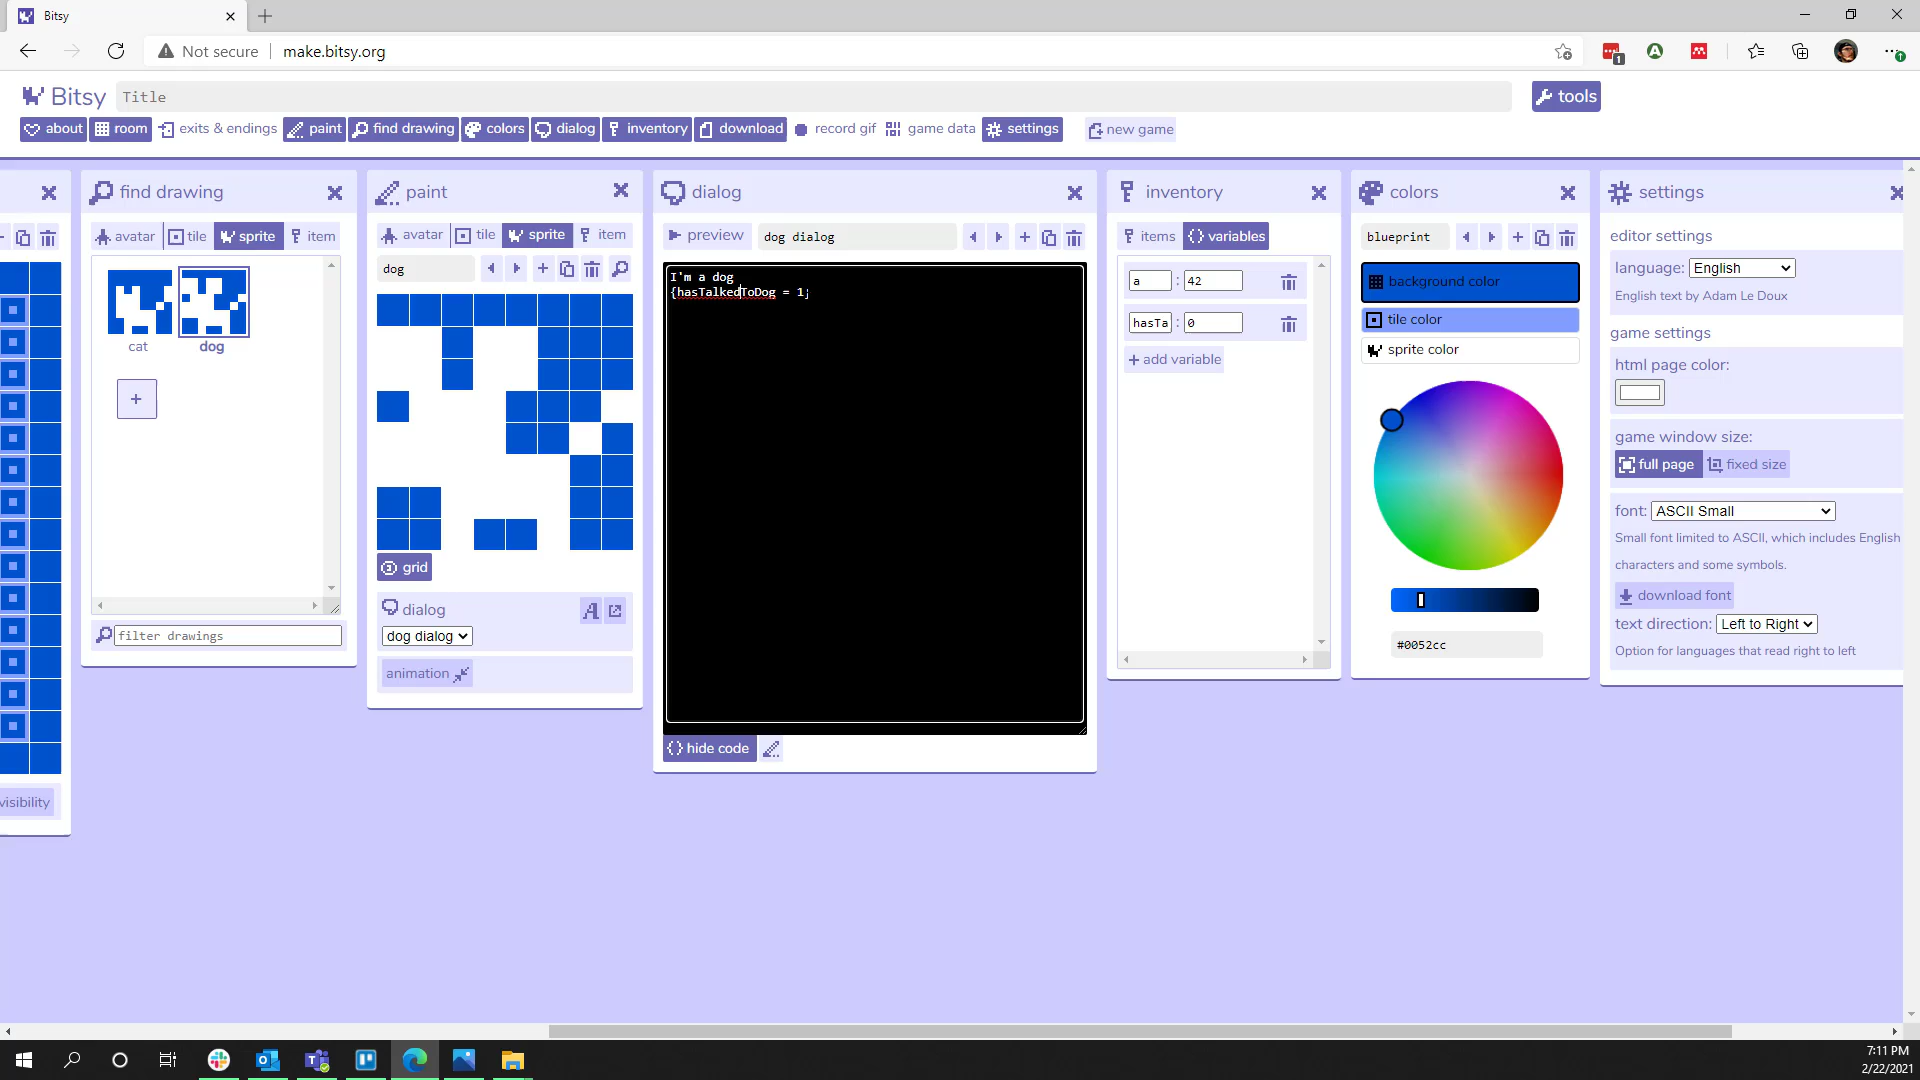 Bitsy
Not secure
make.bitsy.org
1
Bitsy
Title
tools
about
room
exits & endings
paint
find drawing
colors
dialog
inventory
download
record gif
game data
settings
new game
find drawing
avatar
tile
sprite
item
cat
dog
+
filter drawings
visibility
paint
avatar
tile
sprite
item
dog
grid
dialog
dog dialog
animation
dialog
preview
dog dialog
I'm a dog
{hasTalkedToDog = 1}
hide code
inventory
items
variables
a : 42
hasTa : 0
+ add variable
colors
blueprint
background color
tile color
sprite color
#0052cc
settings
editor settings
language: English
English text by Adam Le Doux
game settings
html page color:
game window size:
full page
fixed size
font: ASCII Small
Small font limited to ASCII, which includes English
characters and some symbols.
download font
text direction: Left to Right
Option for languages that read right to left
7:11 PM
2/22/2021